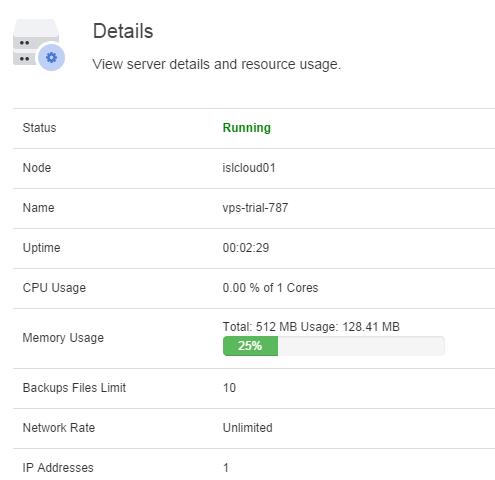 Details
View server details and resource usage.
Status Running
Node islcloud01
Name vps-trial-787
Uptime 00:02:29
CPU Usage 0.00 % of 1 Cores
Memory Usage Total: 512 MB Usage: 128.41 MB
25%
Backups Files Limit 10
Network Rate Unlimited
IP Addresses 1